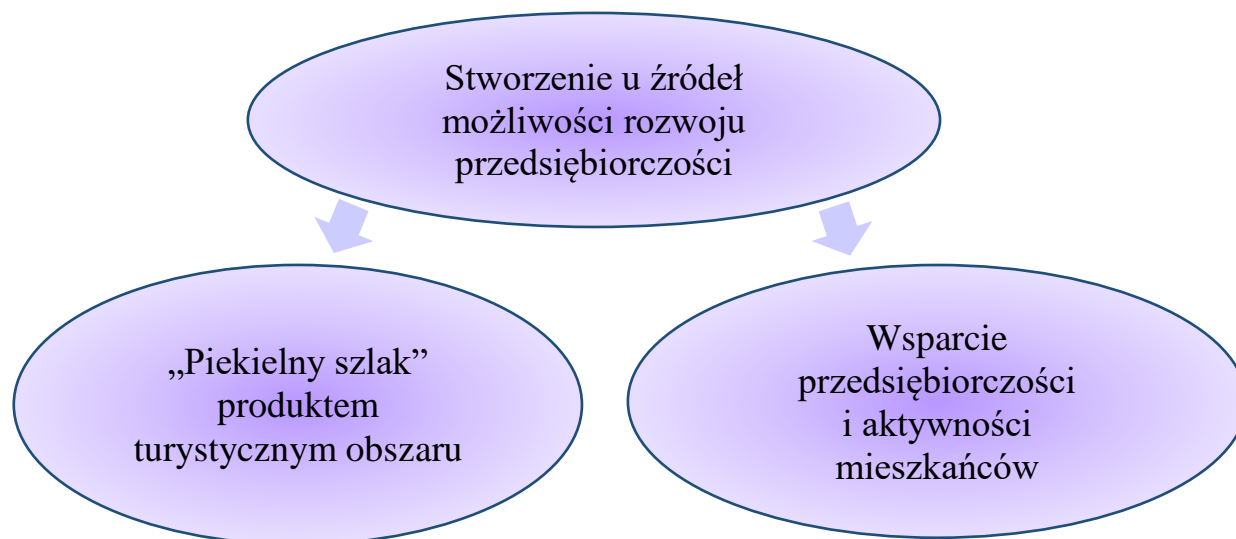 Stworzenie u źródeł
możliwości rozwoju
przedsiębiorczości
„Piekielny szlak”
produktem
turystycznym obszaru
Wsparcie
przedsiębiorczości
i aktywności
mieszkańców